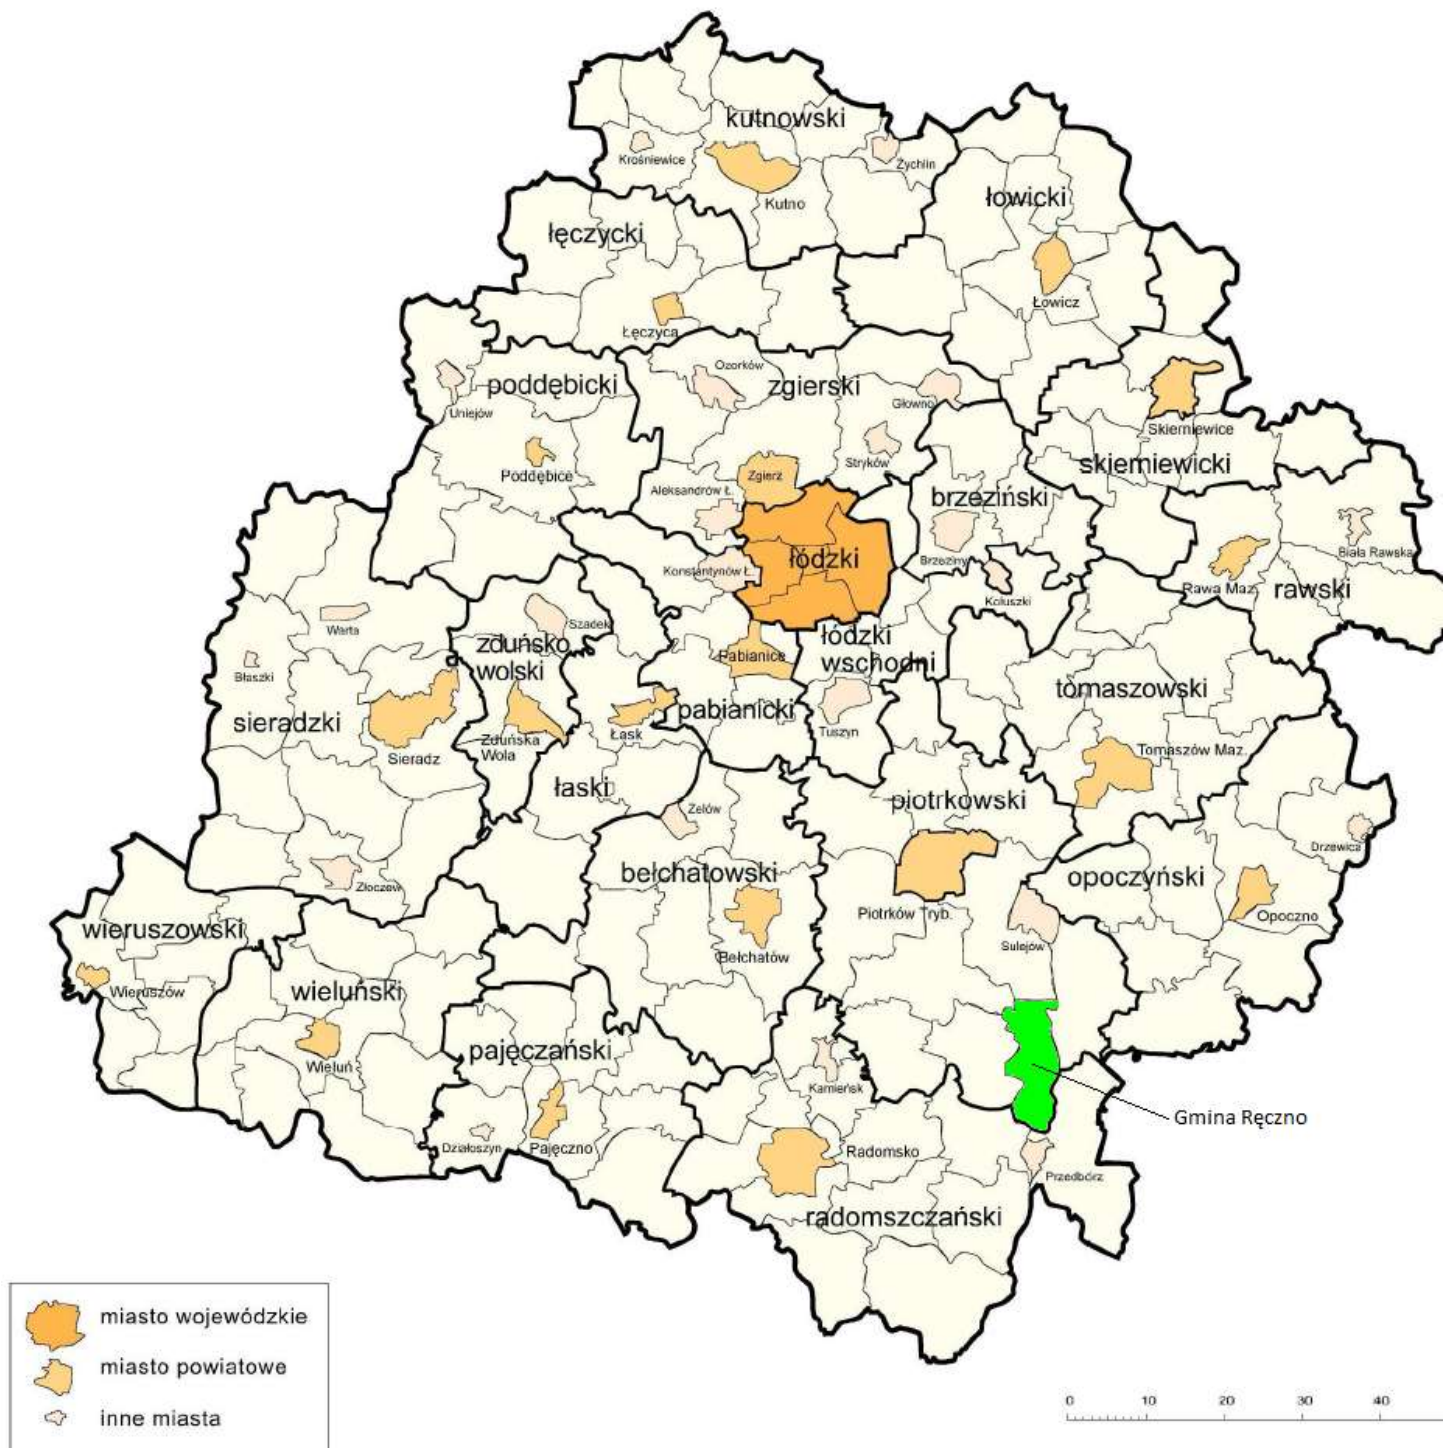 kutnowski
Krośniewice
Żychlin
Kutno
łowicki
łęczycki
Łowicz
Łęczyca
Ozorków
poddębicki
zgierski
Uniejów
Głowno
Skierniewice
Stryków
skierniewicki
Poddębice
Zgierz
Aleksandrów Ł.
brzeziński
Biała Rawska
łódzki
Brzeziny
Konstantynów Ł.
Rawa Maz.
rawski
Koluszki
Warta
Szadek
zduńsko
wolski
łódzki
wschodni
Pabianice
Błaszki
tomaszowski
sieradzki
pabianicki
Łask
Tuszyn
Zduńska
Wola
Sieradz
Tomaszów Maz.
łaski
piotrkowski
Zelów
Drzewica
bełchatowski
opoczyński
Złoczew
Piotrków Tryb.
Opoczno
wieruszowski
Sulejów
Bełchatów
Wieruszów
wieluński
pajęczański
Wieluń
Kamieńsk
Gmina Ręczno
Działoszyn
Pajęczno
Radomsko
Przedbórz
radomszczański
miasto wojewódzkie
miasto powiatowe
inne miasta
0 10 20 30 40